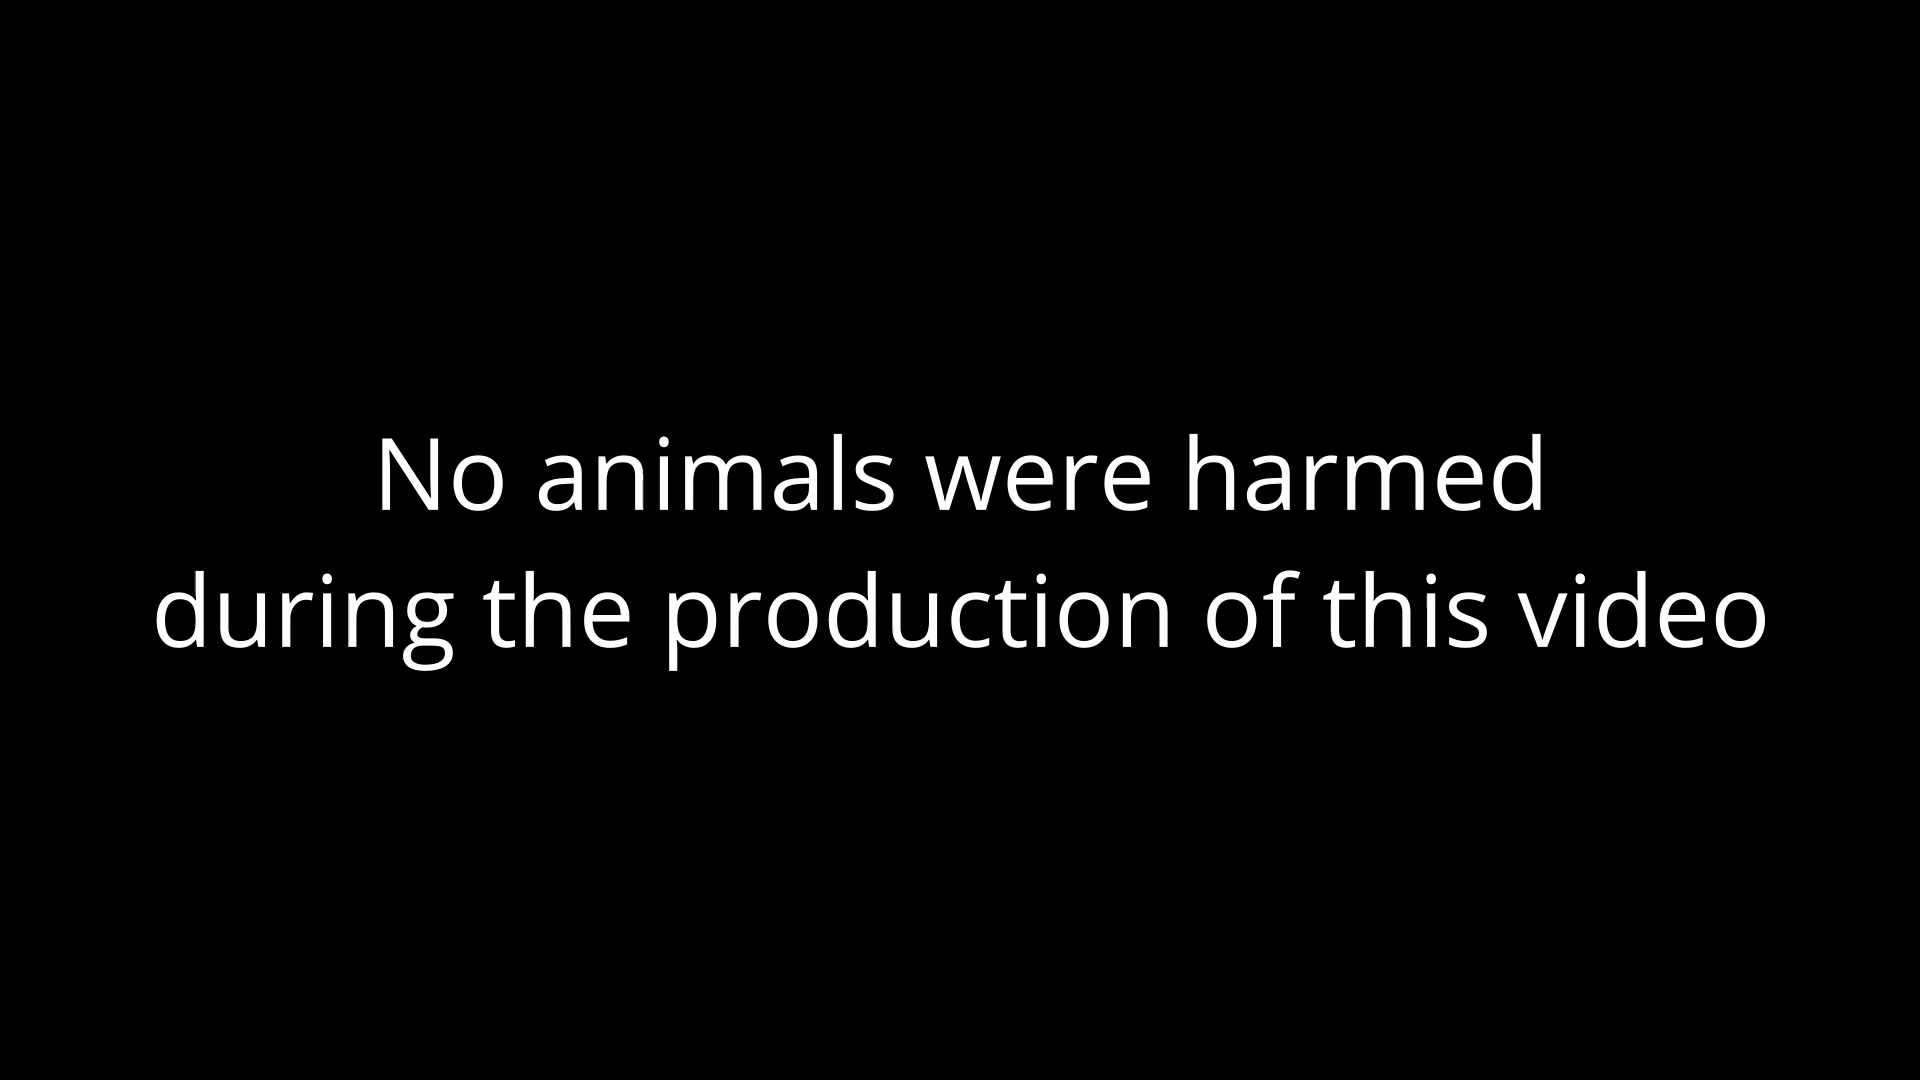 No animals were harmed
during the production of this video